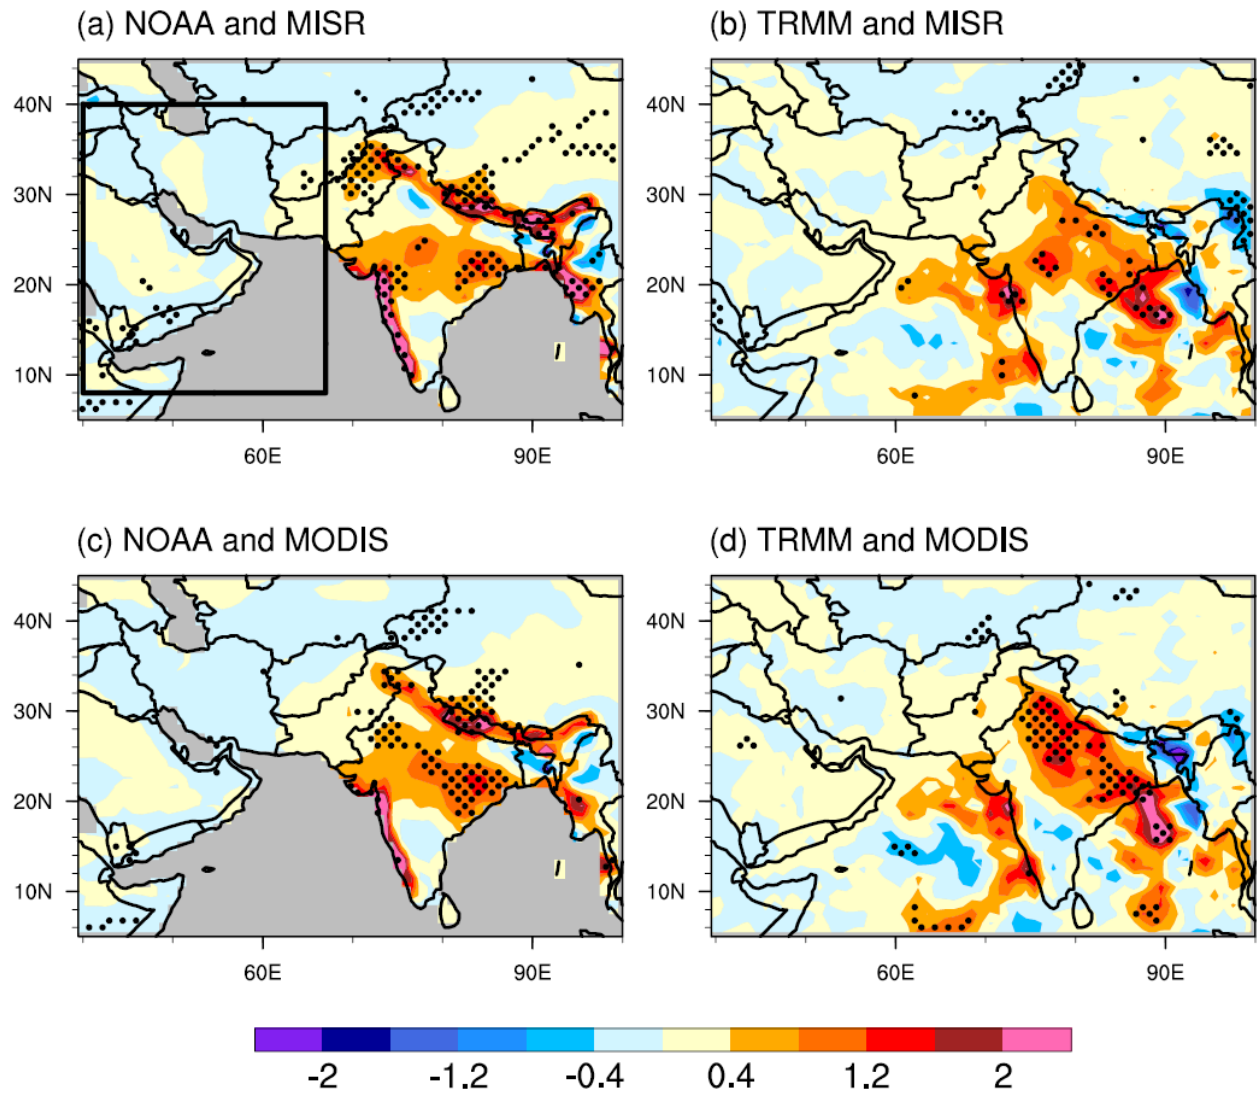 (a) NOAA and MISR
(b) TRMM and MISR
40N
30N
20N
10N
60E
90E
40N
30N
20N
10N
60E
90E
(c) NOAA and MODIS
(d) TRMM and MODIS
40N
30N
20N
10N
60E
90E
40N
30N
20N
10N
60E
90E
-2
-1.2
-0.4
0.4
1.2
2